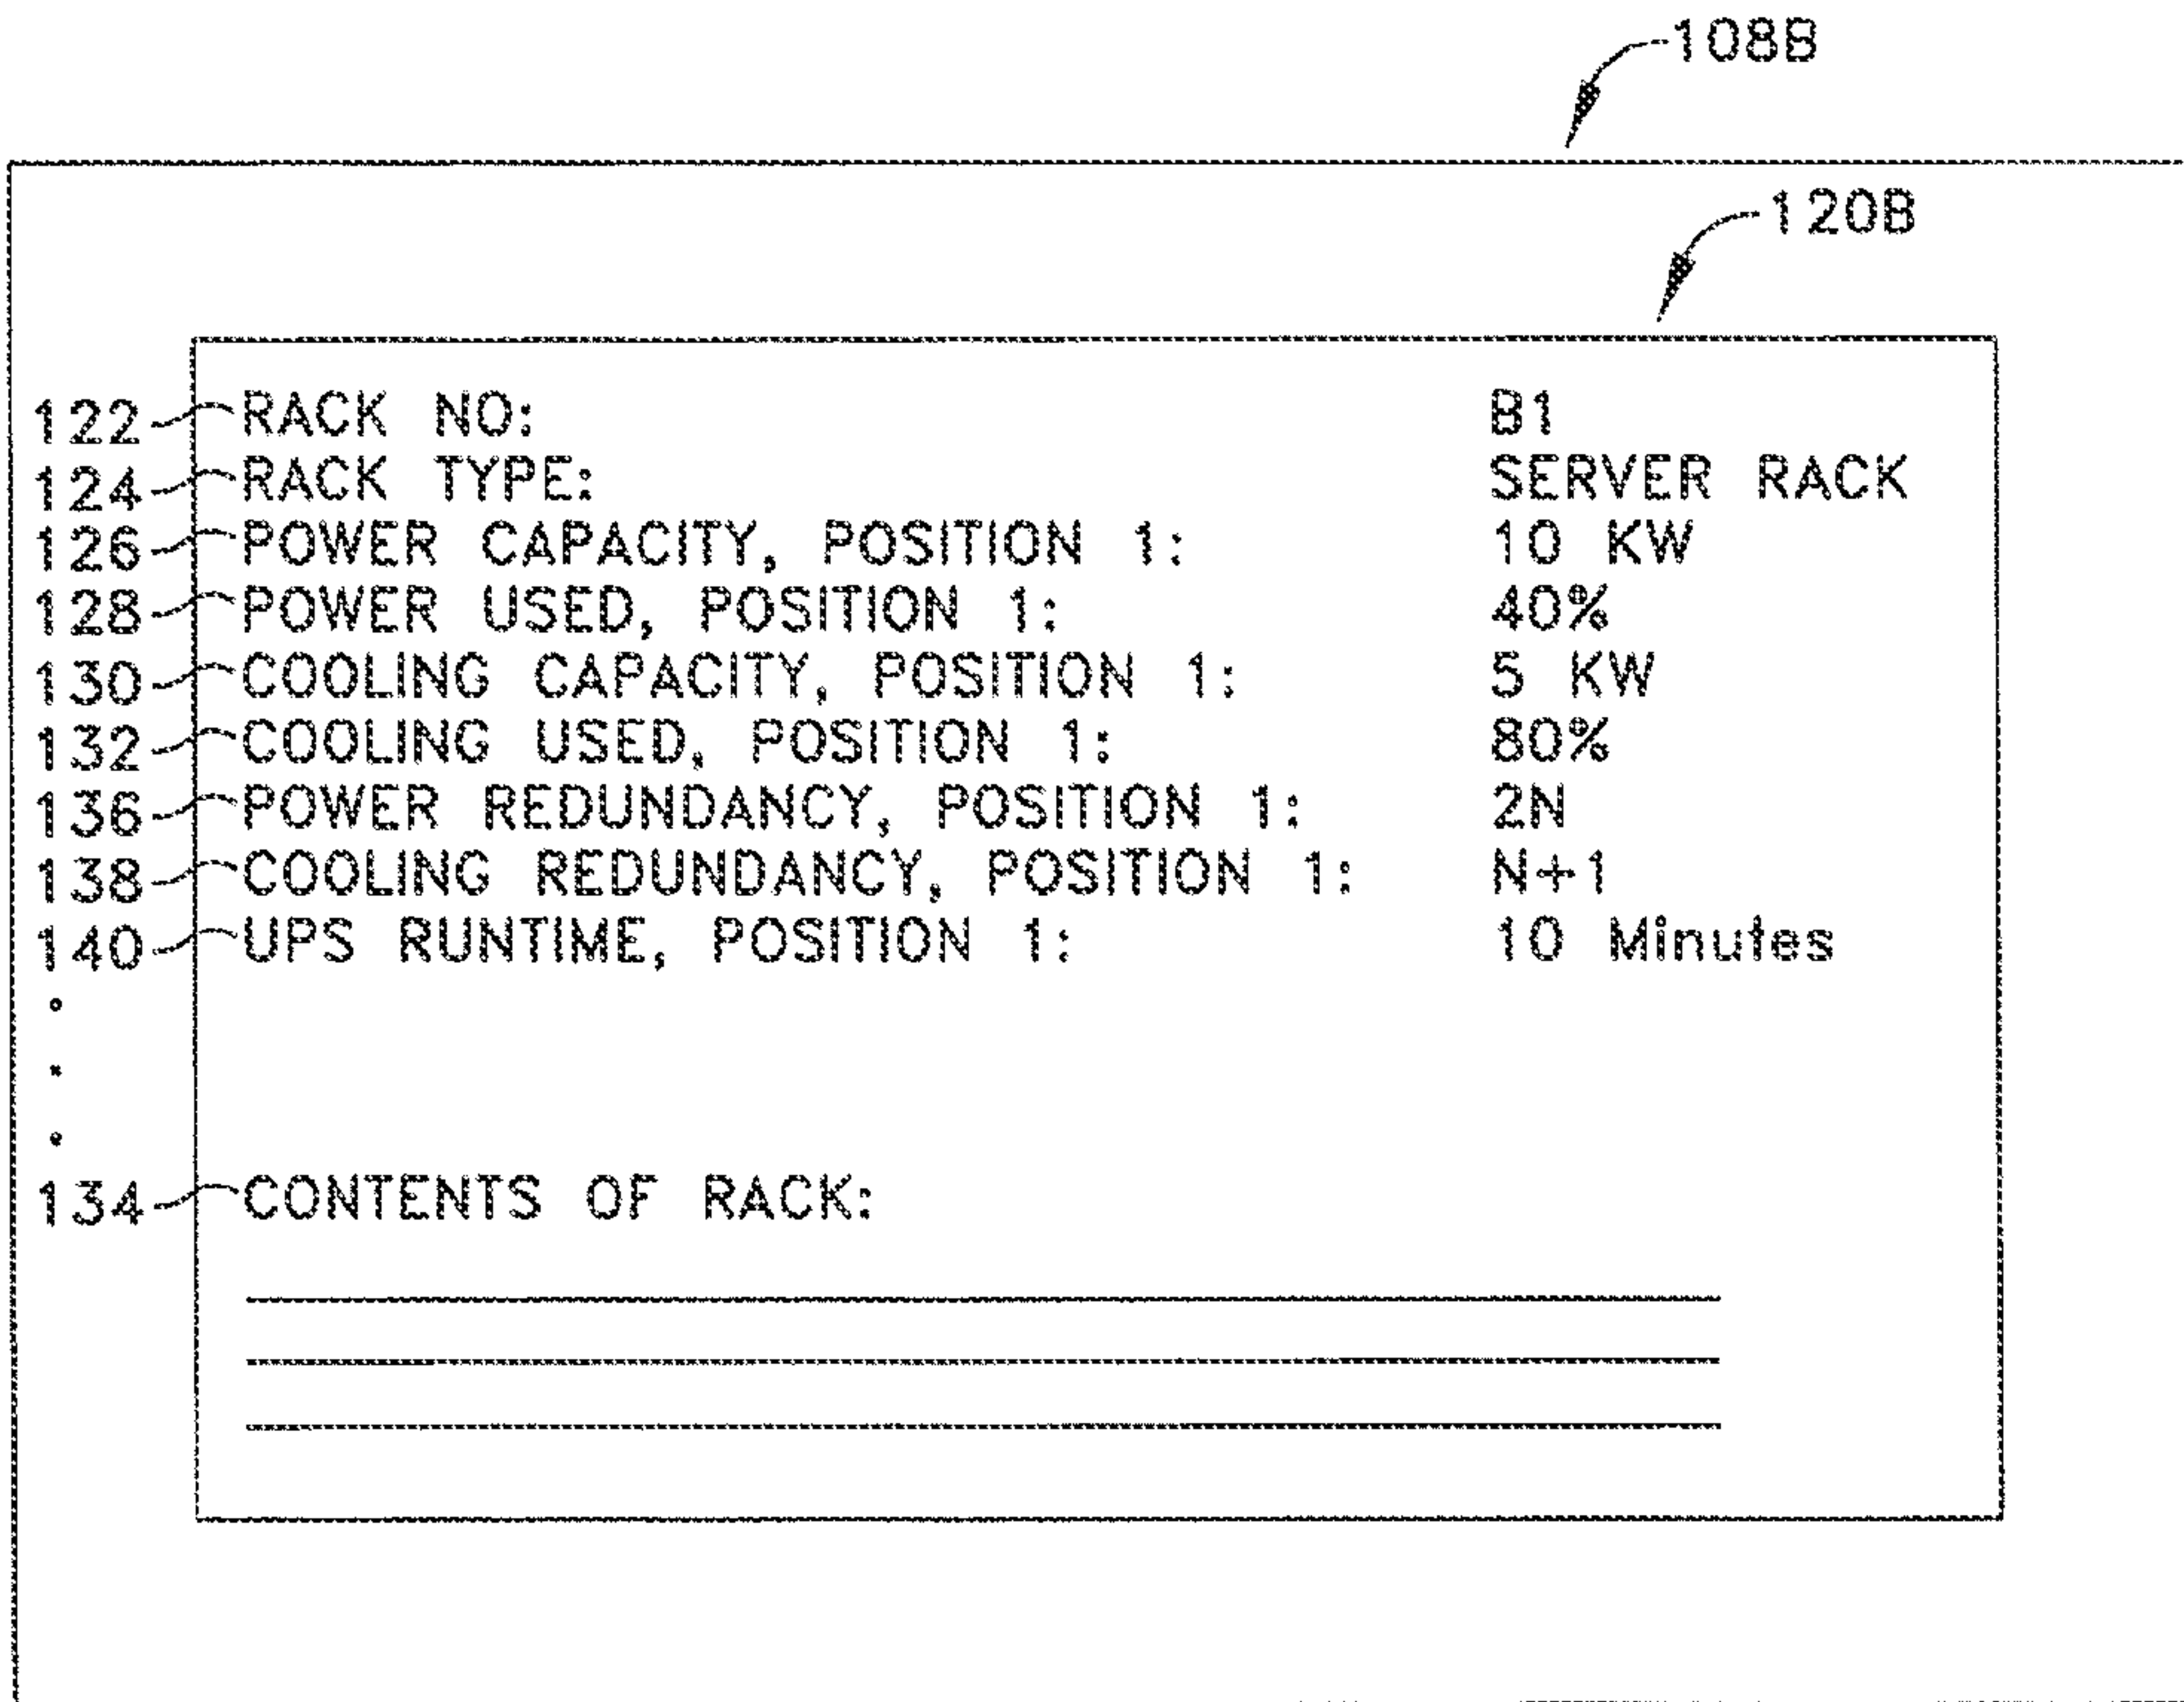 108B
120B
122 RACK NO: B1
124 RACK TYPE: SERVER RACK
126 POWER CAPACITY, POSITION 1: 10 KW
128 POWER USED, POSITION 1: 40%
130 COOLING CAPACITY, POSITION 1: 5 KW
132 COOLING USED, POSITION 1: 80%
136 POWER REDUNDANCY, POSITION 1: 2N
138 COOLING REDUNDANCY, POSITION 1: N+1
140 UPS RUNTIME, POSITION 1: 10 Minutes
134 CONTENTS OF RACK: